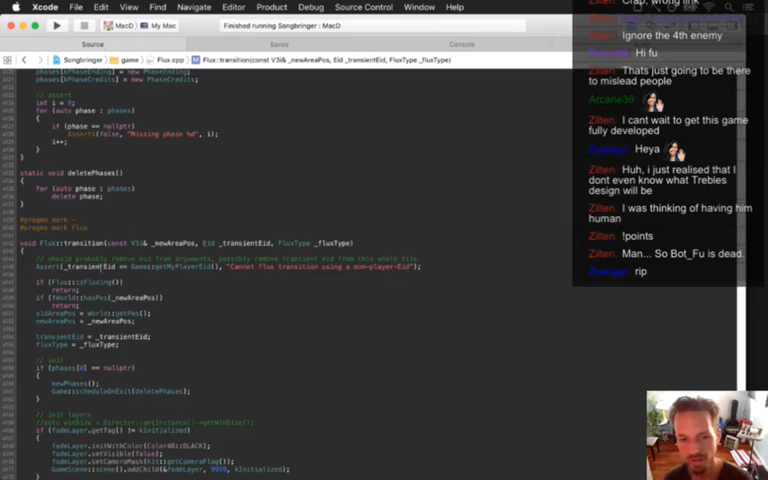 Xcode File Edit View Find Navigate Editor Product Debug Source Control Window Help
MacD My Mac
Finished running Songbringer : MacD
Source Saves Console
Songbringer game Flux.cpp Flux::transition(const V3i& _newAreaPos, Eid _transientEid, FluxType _fluxType)
phases[kPhaseEnding] = new PhaseEnding;
phases[kPhaseCredits] = new PhaseCredits;
// assert
int i = 0;
for (auto phase : phases)
{
if (phase == nullptr)
Assert(false, "Missing phase %d", i);
i++;
}
}
static void deletePhases()
{
for (auto phase : phases)
delete phase;
}
#pragma mark -
#pragma mark Flux
void Flux::transition(const V3i& _newAreaPos, Eid _transientEid, FluxType _fluxType)
{
// should probably remove eid from arguments, possibly remove transient eid from this whole file
Assert(_transientEid == Game::getMyPlayerEid(), "Cannot flux transition using a non-player-Eid");
if (Flux::isFluxing())
return;
if (!World::hasPos(_newAreaPos))
return;
oldAreaPos = World::getPos();
newAreaPos = _newAreaPos;
transientEid = _transientEid;
fluxType = _fluxType;
// init
if (phases[0] == nullptr)
{
newPhases();
Game::scheduleOnExit(deletePhases);
}
// init layers
//auto winSize = Director::getInstance()->getWinSize();
if (fadeLayer.getTag() != kInitialized)
{
fadeLayer.initWithColor(Color4B::BLACK);
fadeLayer.setVisible(false);
fadeLayer.setCameraMask(Kit::getCameraFlag());
GameScene::scene().addChild(&fadeLayer, 9999, kInitialized);
}
Zilten: Crap, wrong link
Zilten: Ignore the 4th enemy
Hi fu
Zilten: Thats just going to be there
to mislead people
Arcane36
Zilten: I cant wait to get this game
fully developed
Heya
Zilten: Huh, i just realised that I
dont even know what Trebles
design will be
Zilten: I was thinking of having him
human
Zilten: !points
Zilten: Man... So Bot_Fu is dead.
rip